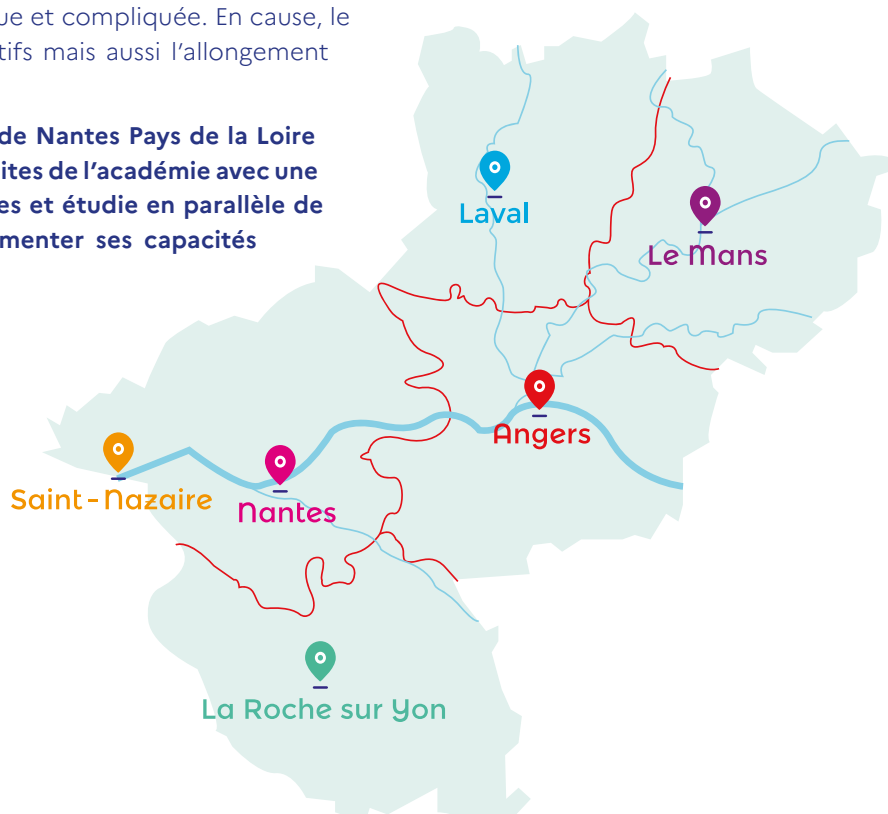 ue et compliquée. En cause, le
tifs mais aussi l’allongement
de Nantes Pays de la Loire
ites de l’académie avec une
es et étudie en parallèle de
menter ses capacités
Laval
Le Mans
Angers
Saint-Nazaire
Nantes
La Roche sur Yon